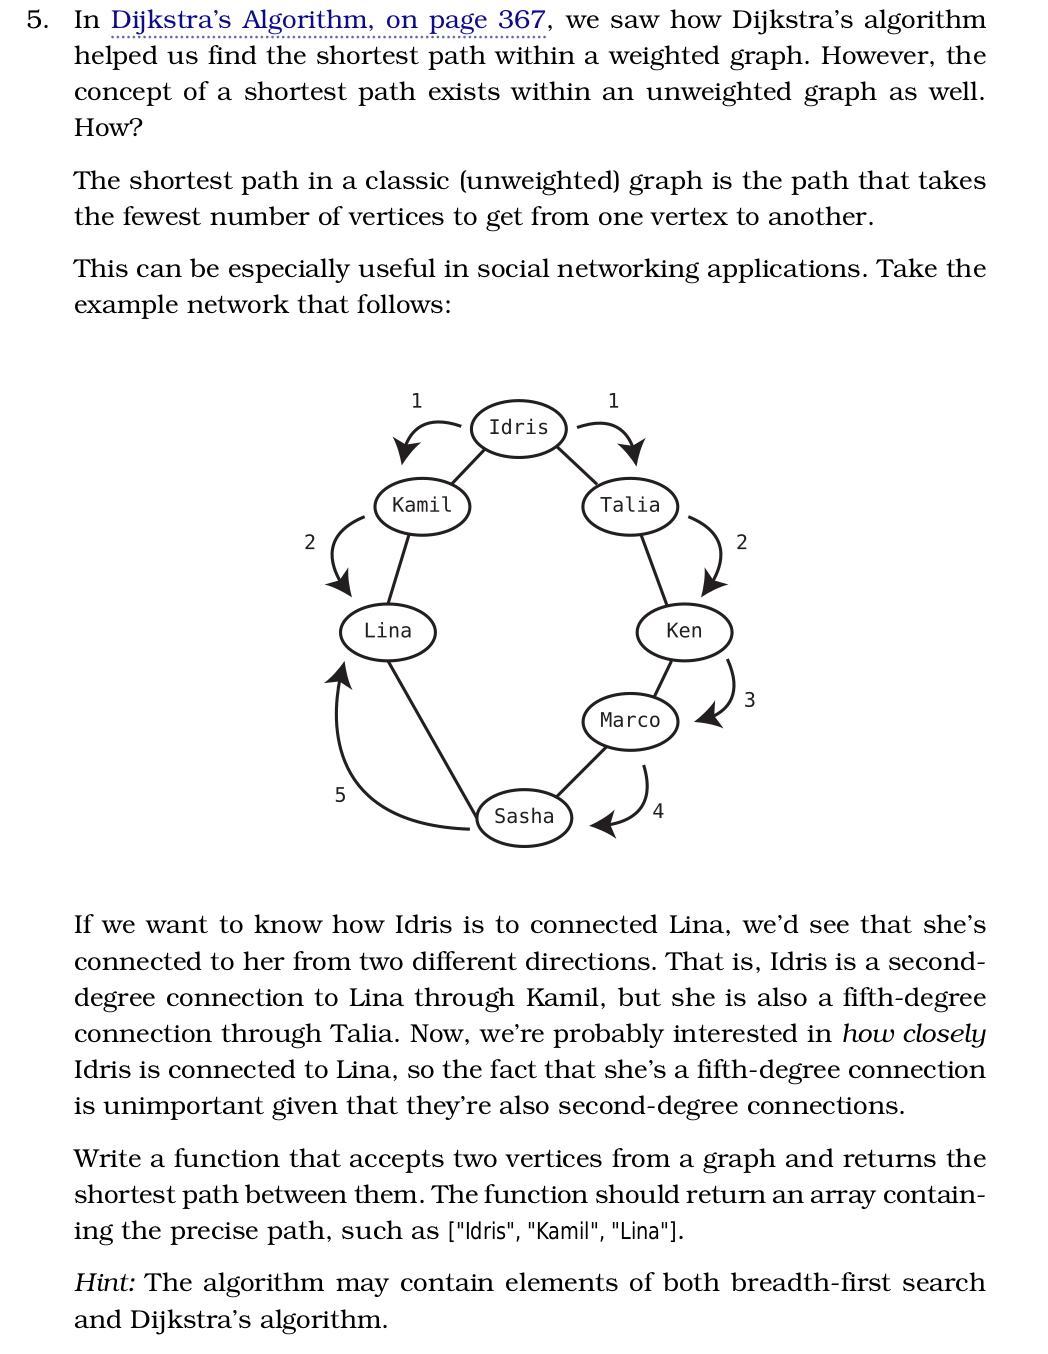 5. In Dijkstra's Algorithm, on page 367, we saw how Dijkstra's algorithm
helped us find the shortest path within a weighted graph. However, the
concept of a shortest path exists within an unweighted graph as well.
How?
The shortest path in a classic (unweighted) graph is the path that takes
the fewest number of vertices to get from one vertex to another.
This can be especially useful in social networking applications. Take the
example network that follows:
1
1
Idris
Kamil
Talia
2
2
Lina
Ken
3
Marco
5
4
Sasha
If we want to know how Idris is to connected Lina, we'd see that she's
connected to her from two different directions. That is, Idris is a second-
degree connection to Lina through Kamil, but she is also a fifth-degree
connection through Talia. Now, we're probably interested in how closely
Idris is connected to Lina, so the fact that she's a fifth-degree connection
is unimportant given that they're also second-degree connections.
Write a function that accepts two vertices from a graph and returns the
shortest path between them. The function should return an array contain-
ing the precise path, such as ["Idris", "Kamil", "Lina"].
Hint: The algorithm may contain elements of both breadth-first search
and Dijkstra's algorithm.